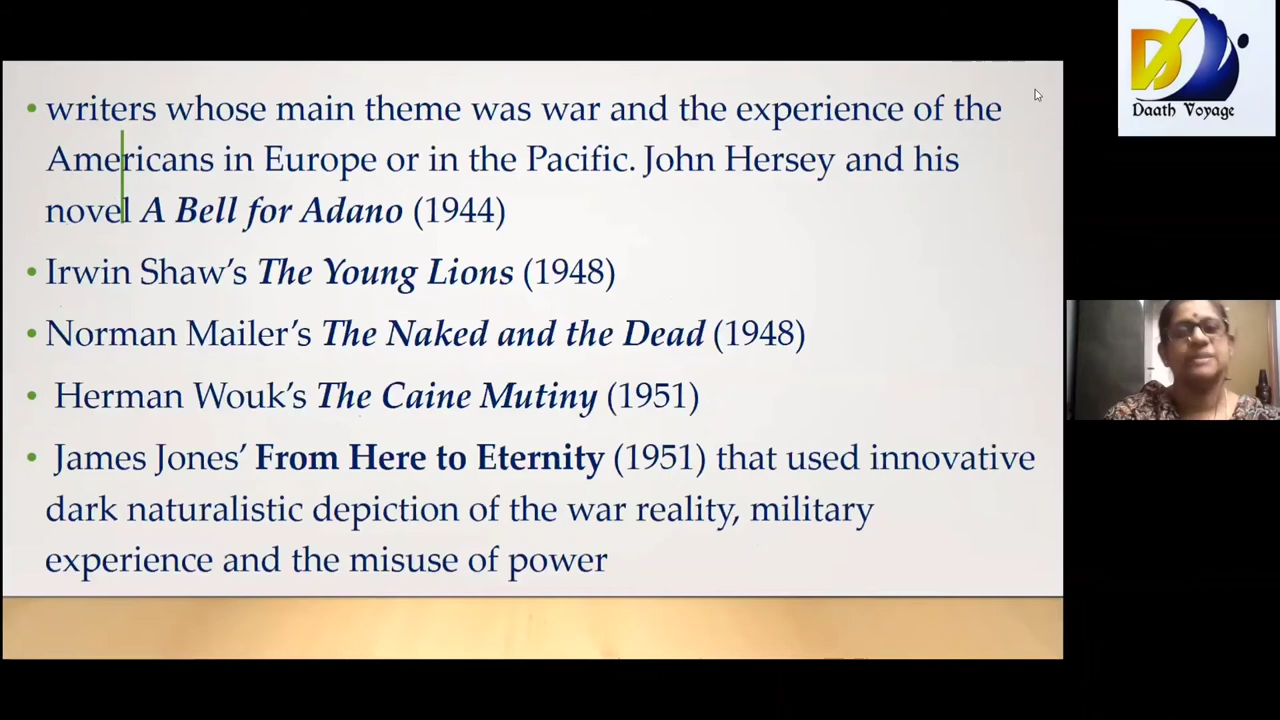 • writers whose main theme was war and the experience of the
Americans in Europe or in the Pacific. John Hersey and his
novel A Bell for Adano (1944)
• Irwin Shaw’s The Young Lions (1948)
• Norman Mailer’s The Naked and the Dead (1948)
• Herman Wouk’s The Caine Mutiny (1951)
• James Jones’ From Here to Eternity (1951) that used innovative
dark naturalistic depiction of the war reality, military
experience and the misuse of power
Daath Voyage